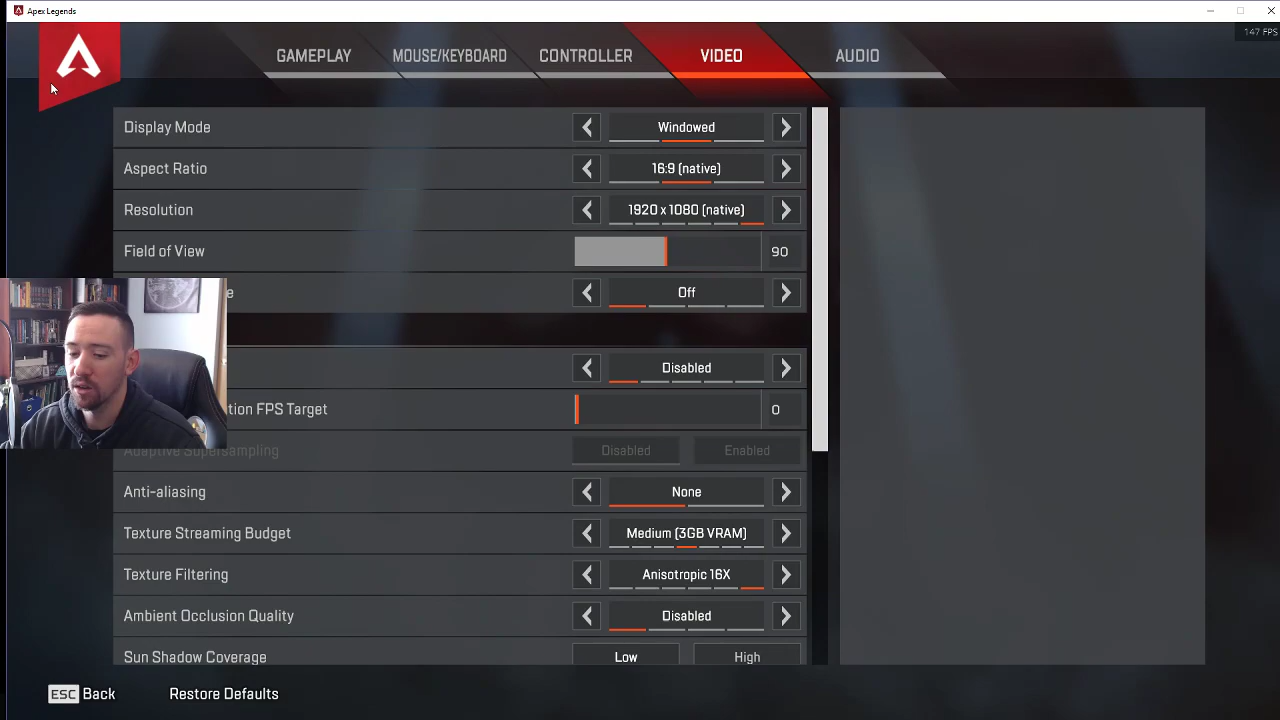 Apex Legends
147 FPS
GAMEPLAY
MOUSE/KEYBOARD
CONTROLLER
VIDEO
AUDIO
Display Mode
Windowed
Aspect Ratio
16:9 (native)
Resolution
1920 x 1080 (native)
Field of View
90
e
Off
Disabled
tion FPS Target
0
Adaptive Supersampling
Disabled
Enabled
Anti-aliasing
None
Texture Streaming Budget
Medium (3GB VRAM)
Texture Filtering
Anisotropic 16X
Ambient Occlusion Quality
Disabled
Sun Shadow Coverage
Low
High
ESC Back
Restore Defaults